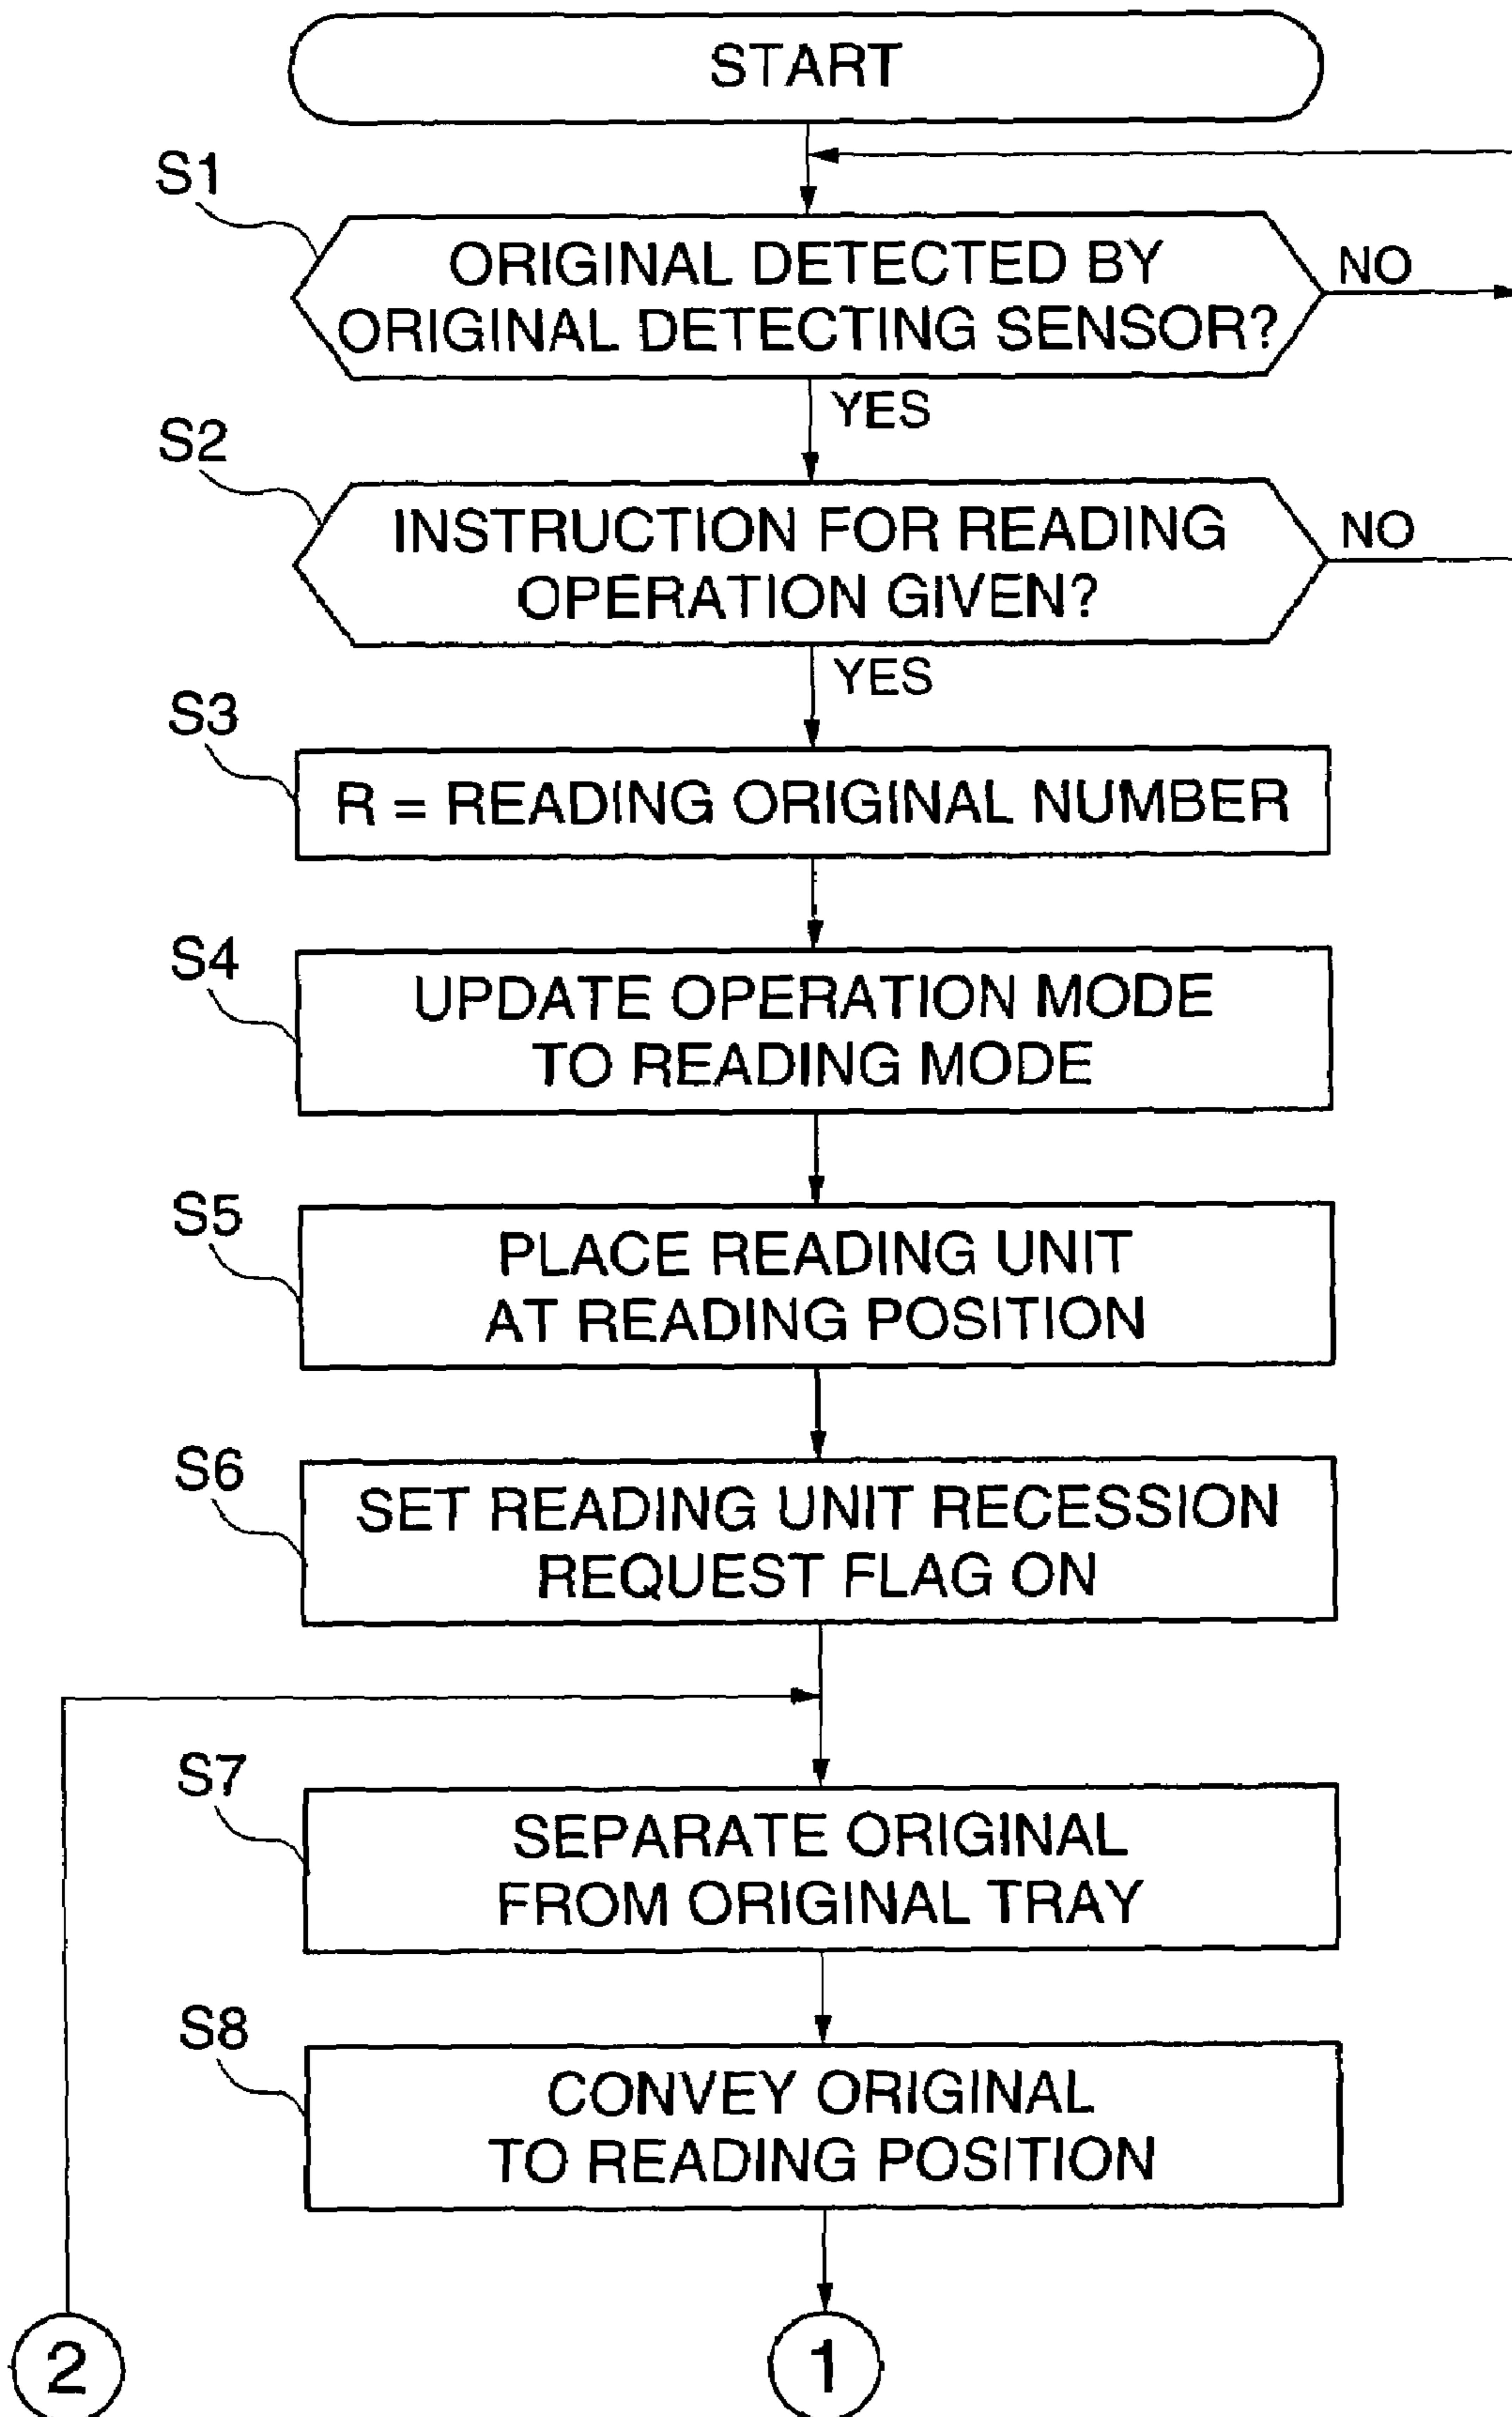 START
S1
ORIGINAL DETECTED BY
ORIGINAL DETECTING SENSOR?
NO
YES
S2
INSTRUCTION FOR READING
OPERATION GIVEN?
NO
YES
S3
R = READING ORIGINAL NUMBER
S4
UPDATE OPERATION MODE
TO READING MODE
S5
PLACE READING UNIT
AT READING POSITION
S6
SET READING UNIT RECESSION
REQUEST FLAG ON
S7
SEPARATE ORIGINAL
FROM ORIGINAL TRAY
S8
CONVEY ORIGINAL
TO READING POSITION
2
1